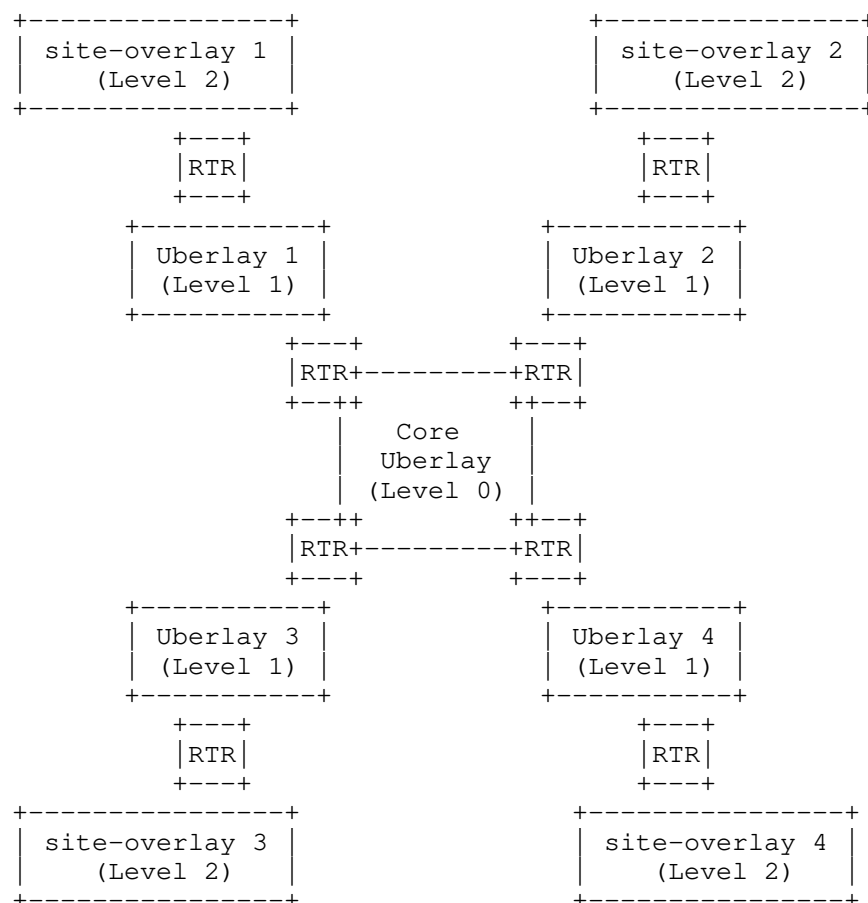 site-overlay 1 site-overlay 2
(Level 2) (Level 2)
RTR RTR
Uberlay 1 Uberlay 2
(Level 1) (Level 1)
RTR RTR
Core
Uberlay
(Level 0)
RTR RTR
Uberlay 3 Uberlay 4
(Level 1) (Level 1)
RTR RTR
site-overlay 3 site-overlay 4
(Level 2) (Level 2)